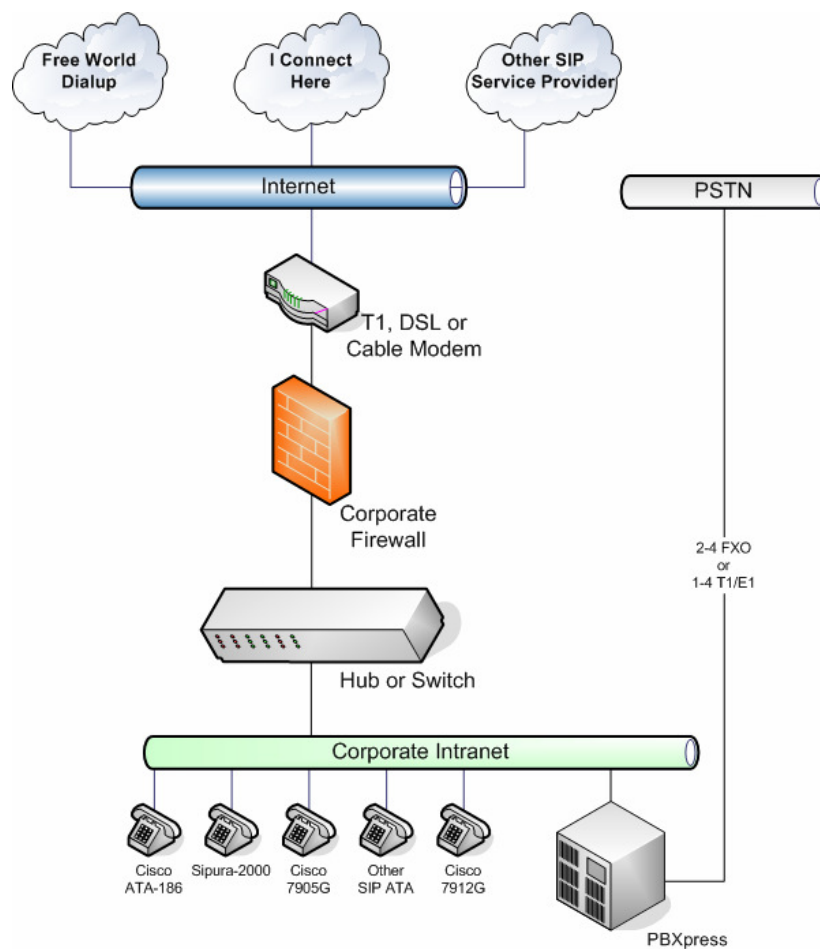 Free World
Dialup
I Connect
Here
Other SIP
Service Provider
Internet
PSTN
T1, DSL or
Cable Modem
Corporate
Firewall
2-4 FXO
or
1-4 T1/E1
Hub or Switch
Corporate Intranet
Cisco
ATA-186
Sipura-2000
Cisco
7905G
Other
SIP ATA
Cisco
7912G
PBXpress